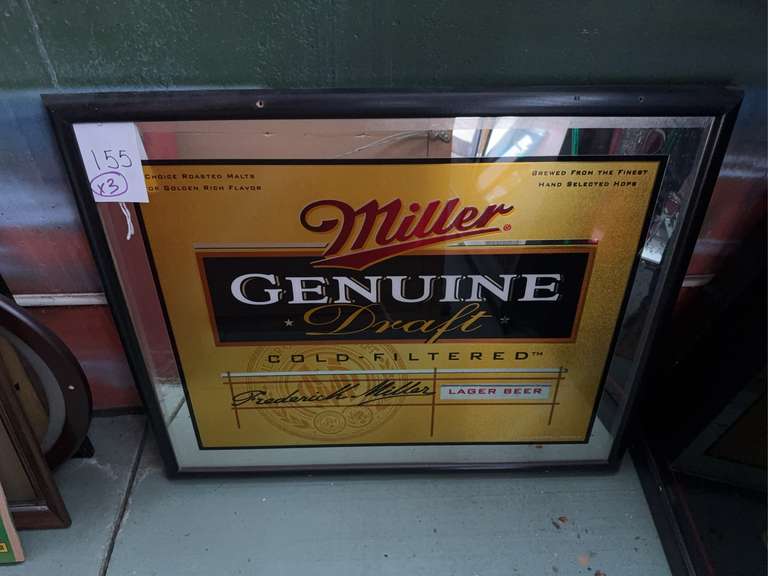 155
x3
CHOICE ROASTED MALTS
FOR GOLDEN RICH FLAVOR
BREWED FROM THE FINEST
HAND SELECTED HOPS
Miller
GENUINE
Draft
COLD-FILTERED™
Frederick Miller
LAGER BEER